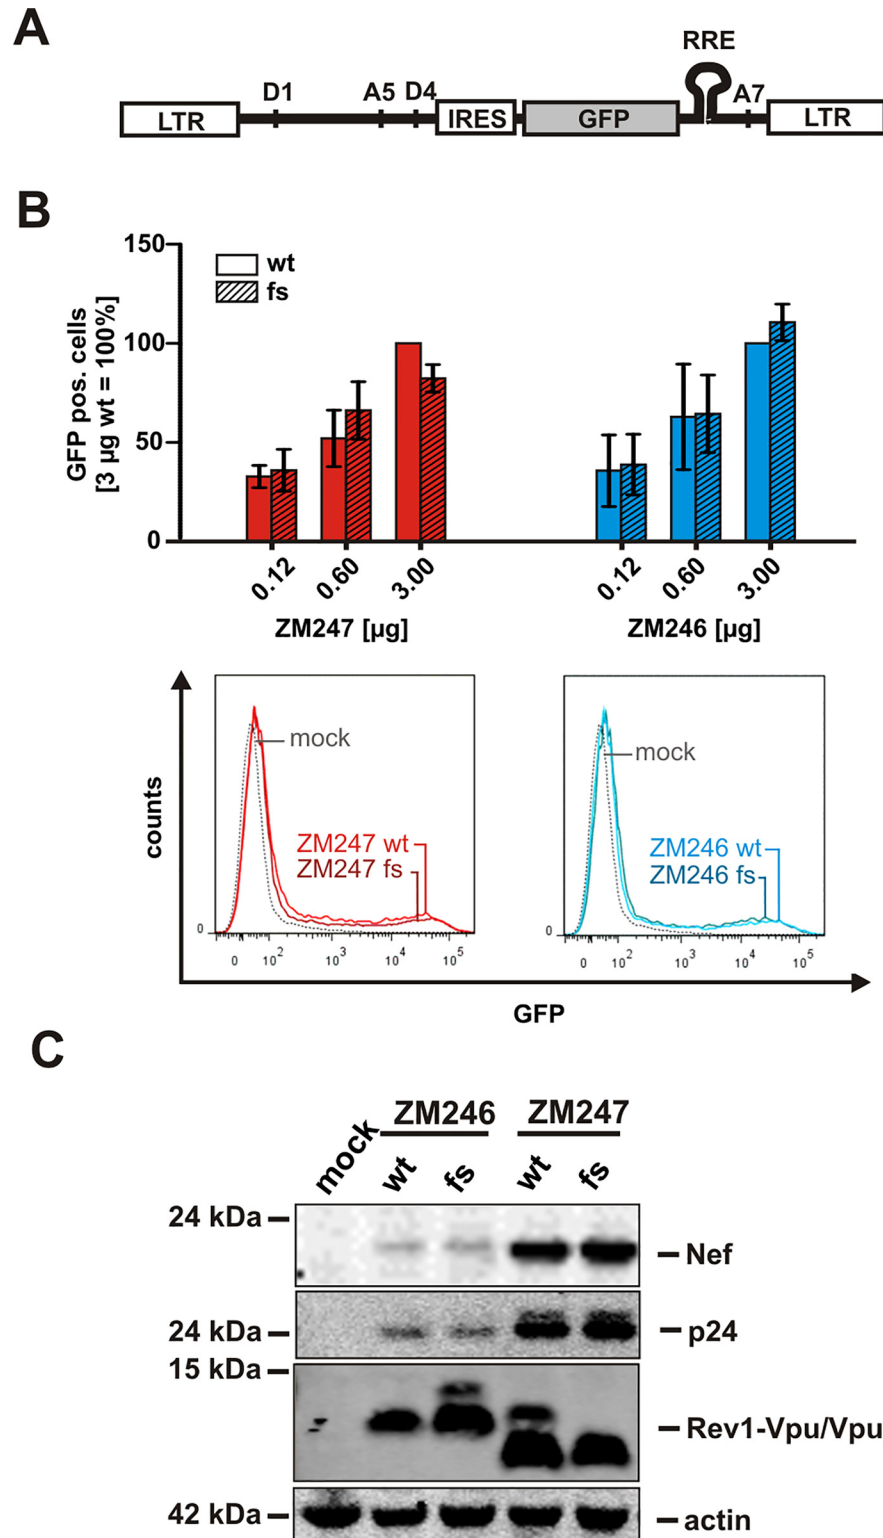 A
RRE
D1 A5 D4 A7
LTR IRES GFP LTR
B
GFP pos. cells
[3 µg wt = 100%]
150
100
50
0
wt
fs
0.12 0.60 3.00 0.12 0.60 3.00
ZM247 [µg] ZM246 [µg]
counts
mock
ZM247 wt
ZM247 fs
0
0 10² 10³ 10⁴ 10⁵
mock
ZM246 wt
ZM246 fs
0
0 10² 10³ 10⁴ 10⁵
GFP
C
ZM246 ZM247
mock wt fs wt fs
24 kDa
Nef
24 kDa
p24
15 kDa
Rev1-Vpu/Vpu
42 kDa
actin